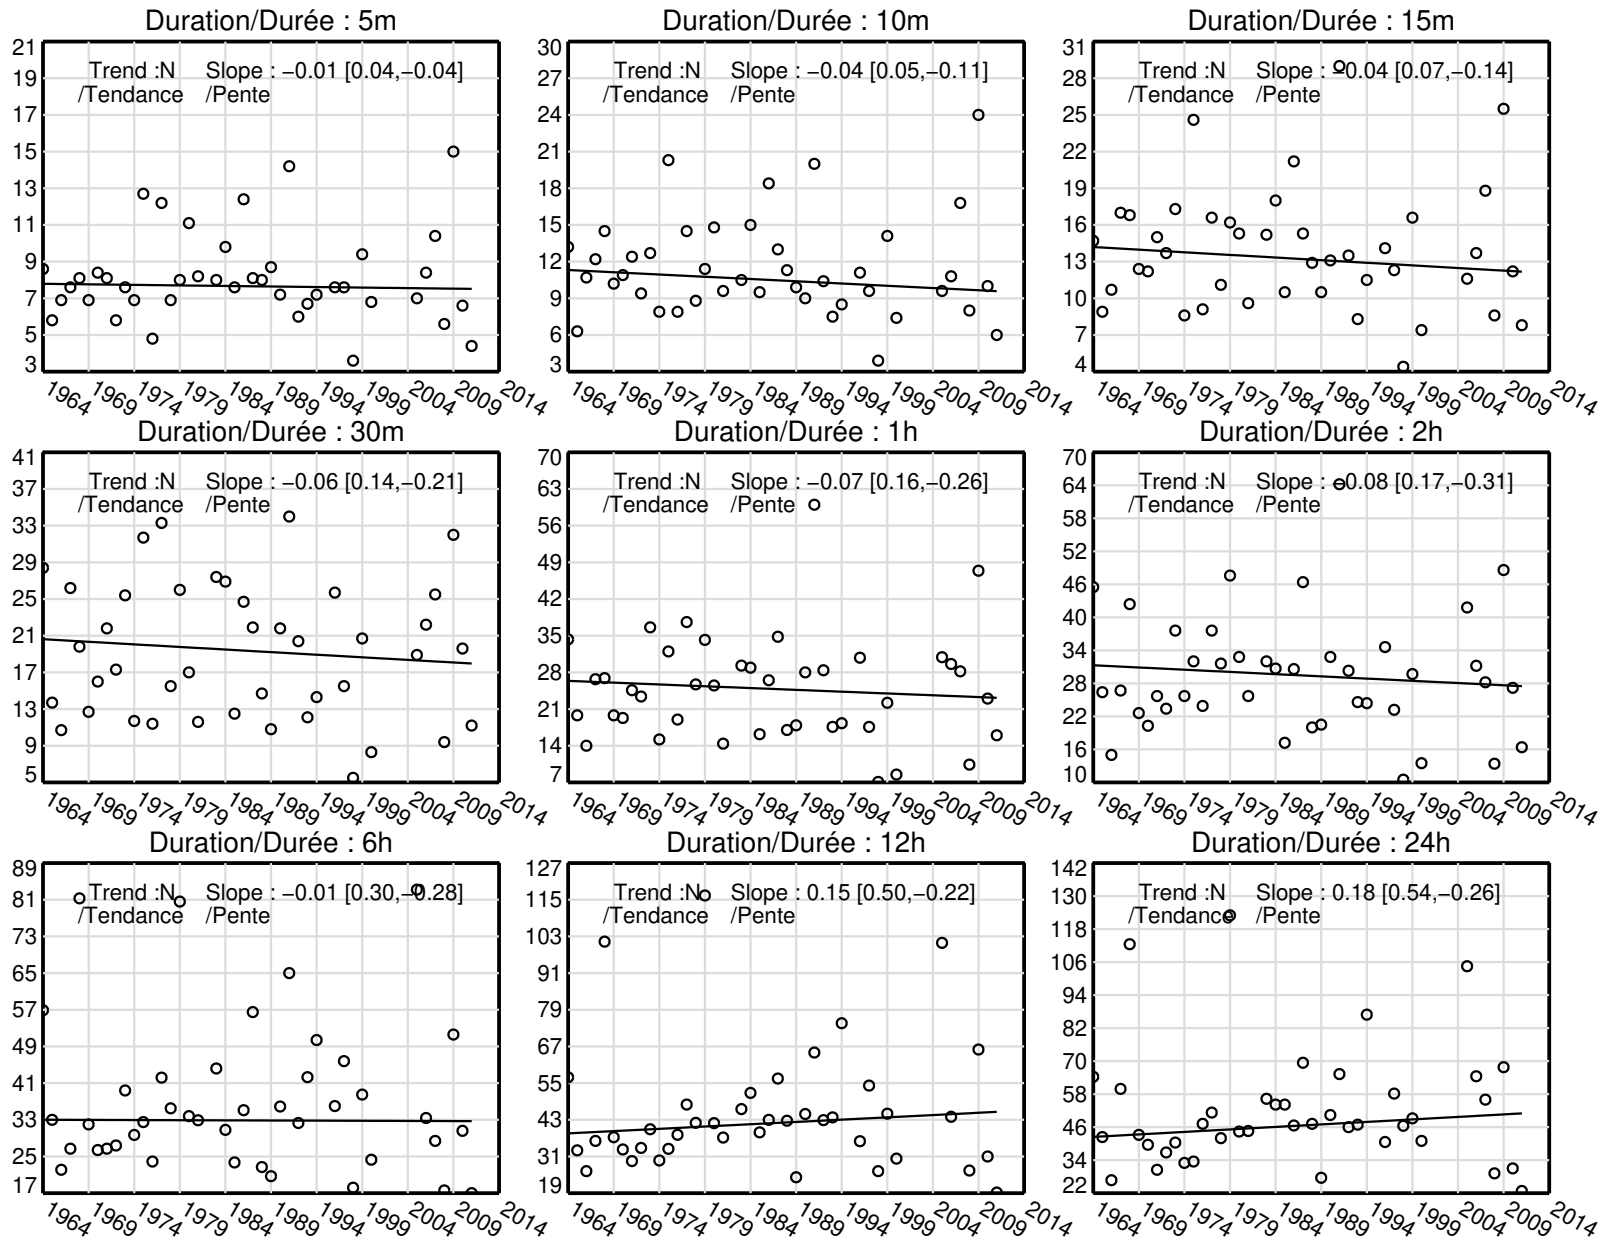 Duration/Durée : 5m
21
19
17
15
13
11
9
7
5
3
Trend :N Slope : −0.01 [0.04,−0.04]
/Tendance /Pente
1964 1969 1974 1979 1984 1989 1994 1999 2004 2009 2014
Duration/Durée : 10m
30
27
24
21
18
15
12
9
6
3
Trend :N Slope : −0.04 [0.05,−0.11]
/Tendance /Pente
1964 1969 1974 1979 1984 1989 1994 1999 2004 2009 2014
Duration/Durée : 15m
31
28
25
22
19
16
13
10
7
4
Trend :N Slope : −0.04 [0.07,−0.14]
/Tendance /Pente
1964 1969 1974 1979 1984 1989 1994 1999 2004 2009 2014
Duration/Durée : 30m
41
37
33
29
25
21
17
13
9
5
Trend :N Slope : −0.06 [0.14,−0.21]
/Tendance /Pente
1964 1969 1974 1979 1984 1989 1994 1999 2004 2009 2014
Duration/Durée : 1h
70
63
56
49
42
35
28
21
14
7
Trend :N Slope : −0.07 [0.16,−0.26]
/Tendance /Pente
1964 1969 1974 1979 1984 1989 1994 1999 2004 2009 2014
Duration/Durée : 2h
70
64
58
52
46
40
34
28
22
16
10
Trend :N Slope : −0.08 [0.17,−0.31]
/Tendance /Pente
1964 1969 1974 1979 1984 1989 1994 1999 2004 2009 2014
Duration/Durée : 6h
89
81
73
65
57
49
41
33
25
17
Trend :N Slope : −0.01 [0.30,−0.28]
/Tendance /Pente
1964 1969 1974 1979 1984 1989 1994 1999 2004 2009 2014
Duration/Durée : 12h
127
115
103
91
79
67
55
43
31
19
Trend :N Slope : 0.15 [0.50,−0.22]
/Tendance /Pente
1964 1969 1974 1979 1984 1989 1994 1999 2004 2009 2014
Duration/Durée : 24h
142
130
118
106
94
82
70
58
46
34
22
Trend :N Slope : 0.18 [0.54,−0.26]
/Tendance /Pente
1964 1969 1974 1979 1984 1989 1994 1999 2004 2009 2014